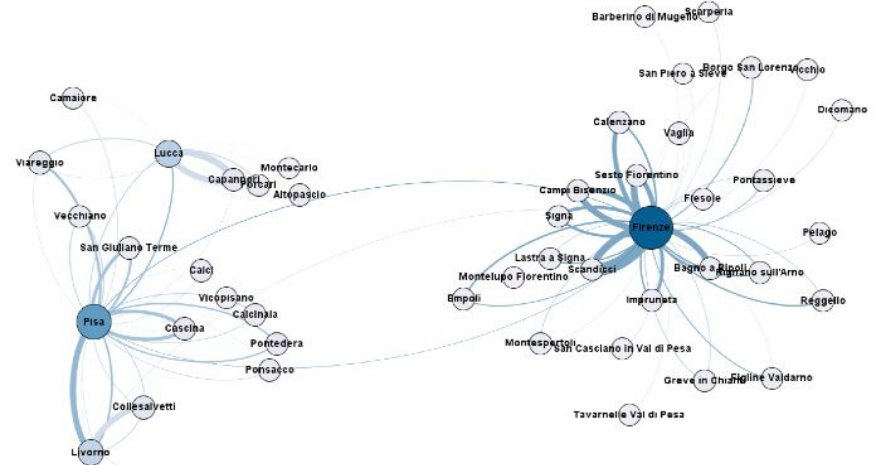 Scarperia
Barberino di Mugello
San Piero a Sieve
Borgo San Lorenzo
Vicchio
Camaiore
Dicomano
Calenzano
Vaglia
Lucca
Viareggio
Montecarlo
Capannori
Porcari
Altopascio
Sesto Fiorentino
Campi Bisenzio
Pontassieve
Fiesole
Vecchiano
Signa
Firenze
Pelago
San Giuliano Terme
Lastra a Signa
Scandicci
Bagno a Ripoli
Rignano sull'Arno
Calci
Montelupo Fiorentino
Vicopisano
Empoli
Impruneta
Reggello
Calcinaia
Pisa
Cascina
Pontedera
Montespertoli
San Casciano in Val di Pesa
Ponsacco
Greve in Chianti
Figline Valdarno
Collesalvetti
Tavarnelle Val di Pesa
Livorno